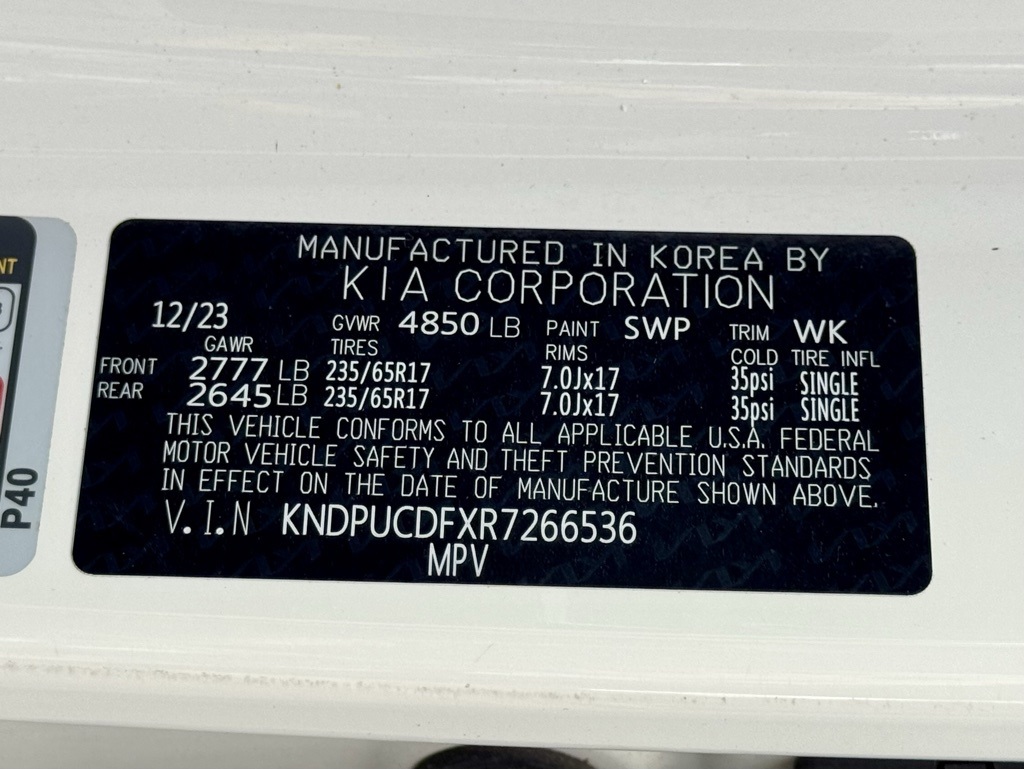 MANUFACTURED IN KOREA BY
KIA CORPORATION
12/23 GVWR 4850 LB PAINT SWP TRIM WK
GAWR TIRES RIMS COLD TIRE INFL
FRONT 2777 LB 235/65R17 7.0Jx17 35psi SINGLE
REAR 2645 LB 235/65R17 7.0Jx17 35psi SINGLE
THIS VEHICLE CONFORMS TO ALL APPLICABLE U.S.A. FEDERAL
MOTOR VEHICLE SAFETY AND THEFT PREVENTION STANDARDS
IN EFFECT ON THE DATE OF MANUFACTURE SHOWN ABOVE.
V.I.N KNDPUCDFXR7266536
MPV
P40